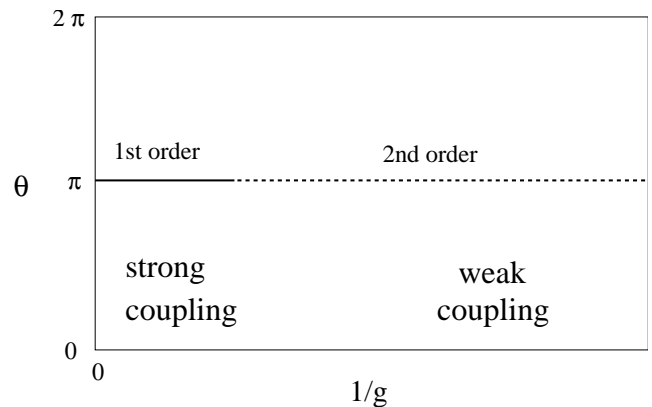 2 π
1st order
2nd order
θ
π
strong
coupling
weak
coupling
0
0
1/g